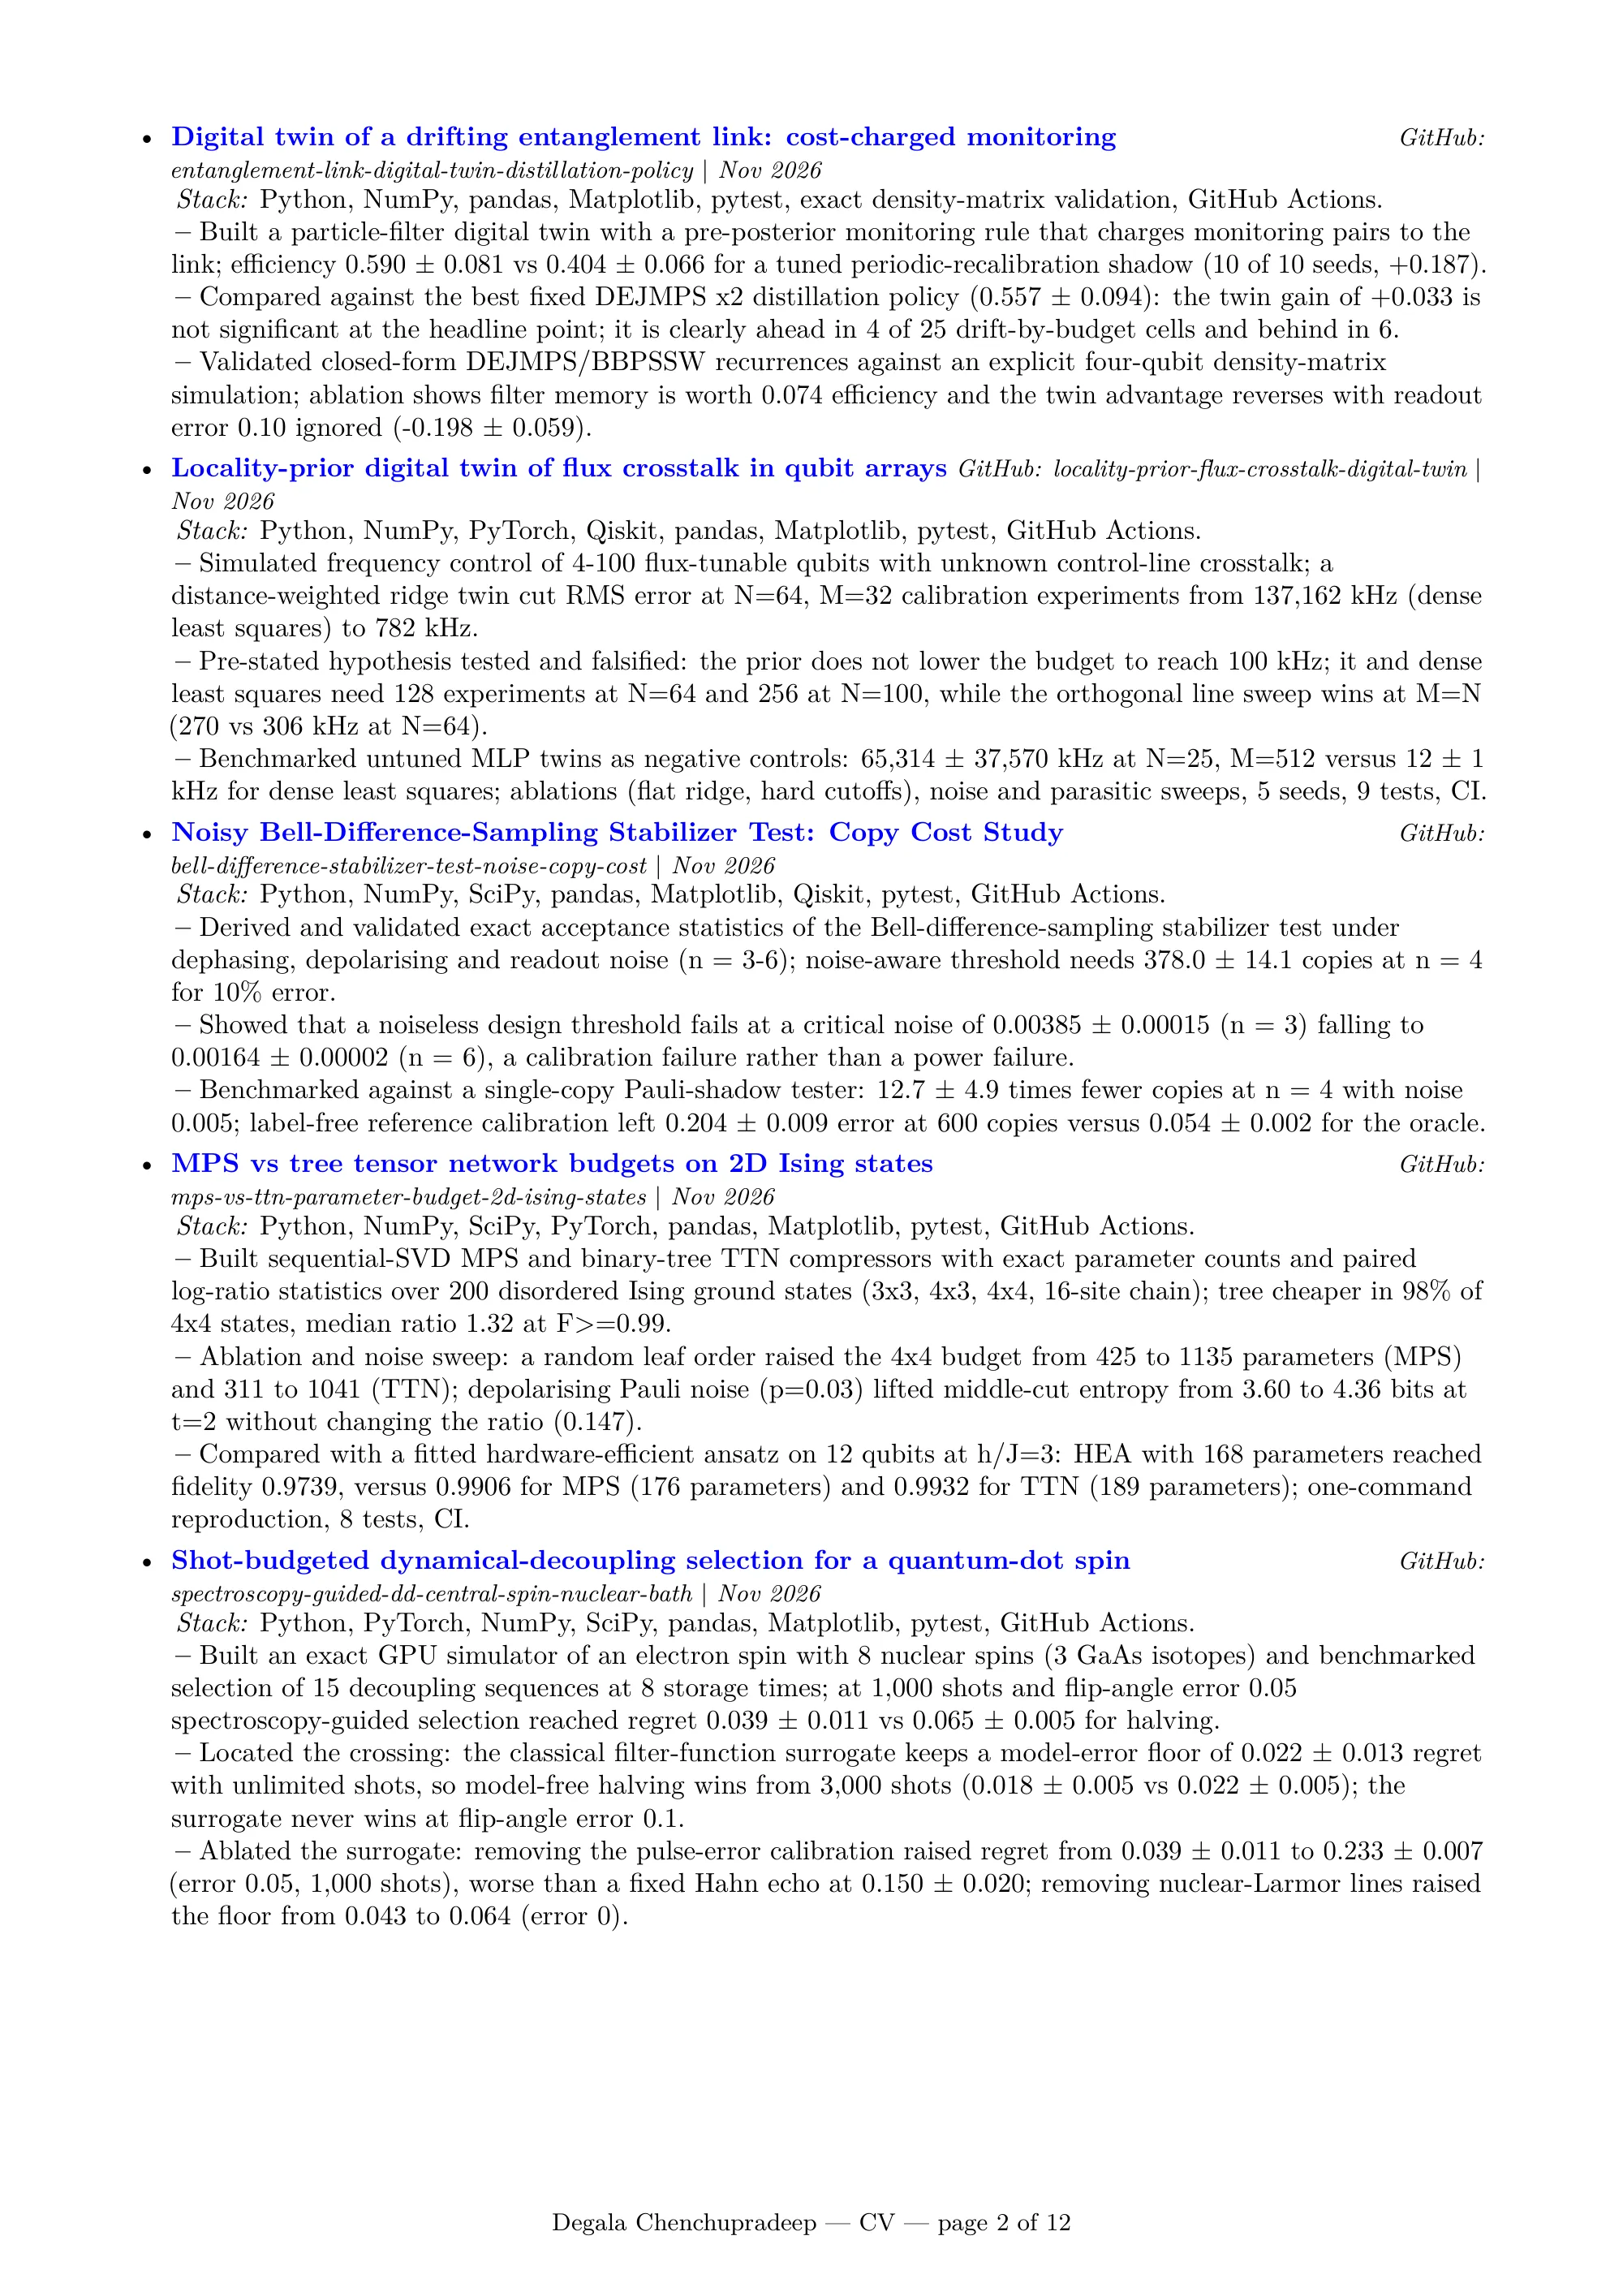 • Digital twin of a drifting entanglement link: cost-charged monitoring GitHub:
entanglement-link-digital-twin-distillation-policy | Nov 2026
Stack: Python, NumPy, pandas, Matplotlib, pytest, exact density-matrix validation, GitHub Actions.
– Built a particle-filter digital twin with a pre-posterior monitoring rule that charges monitoring pairs to the
link; efficiency 0.590 ± 0.081 vs 0.404 ± 0.066 for a tuned periodic-recalibration shadow (10 of 10 seeds, +0.187).
– Compared against the best fixed DEJMPS x2 distillation policy (0.557 ± 0.094): the twin gain of +0.033 is
not significant at the headline point; it is clearly ahead in 4 of 25 drift-by-budget cells and behind in 6.
– Validated closed-form DEJMPS/BBPSSW recurrences against an explicit four-qubit density-matrix
simulation; ablation shows filter memory is worth 0.074 efficiency and the twin advantage reverses with readout
error 0.10 ignored (-0.198 ± 0.059).
• Locality-prior digital twin of flux crosstalk in qubit arrays GitHub: locality-prior-flux-crosstalk-digital-twin |
Nov 2026
Stack: Python, NumPy, PyTorch, Qiskit, pandas, Matplotlib, pytest, GitHub Actions.
– Simulated frequency control of 4-100 flux-tunable qubits with unknown control-line crosstalk; a
distance-weighted ridge twin cut RMS error at N=64, M=32 calibration experiments from 137,162 kHz (dense
least squares) to 782 kHz.
– Pre-stated hypothesis tested and falsified: the prior does not lower the budget to reach 100 kHz; it and dense
least squares need 128 experiments at N=64 and 256 at N=100, while the orthogonal line sweep wins at M=N
(270 vs 306 kHz at N=64).
– Benchmarked untuned MLP twins as negative controls: 65,314 ± 37,570 kHz at N=25, M=512 versus 12 ± 1
kHz for dense least squares; ablations (flat ridge, hard cutoffs), noise and parasitic sweeps, 5 seeds, 9 tests, CI.
• Noisy Bell-Difference-Sampling Stabilizer Test: Copy Cost Study GitHub:
bell-difference-stabilizer-test-noise-copy-cost | Nov 2026
Stack: Python, NumPy, SciPy, pandas, Matplotlib, Qiskit, pytest, GitHub Actions.
– Derived and validated exact acceptance statistics of the Bell-difference-sampling stabilizer test under
dephasing, depolarising and readout noise (n = 3-6); noise-aware threshold needs 378.0 ± 14.1 copies at n = 4
for 10% error.
– Showed that a noiseless design threshold fails at a critical noise of 0.00385 ± 0.00015 (n = 3) falling to
0.00164 ± 0.00002 (n = 6), a calibration failure rather than a power failure.
– Benchmarked against a single-copy Pauli-shadow tester: 12.7 ± 4.9 times fewer copies at n = 4 with noise
0.005; label-free reference calibration left 0.204 ± 0.009 error at 600 copies versus 0.054 ± 0.002 for the oracle.
• MPS vs tree tensor network budgets on 2D Ising states GitHub:
mps-vs-ttn-parameter-budget-2d-ising-states | Nov 2026
Stack: Python, NumPy, SciPy, PyTorch, pandas, Matplotlib, pytest, GitHub Actions.
– Built sequential-SVD MPS and binary-tree TTN compressors with exact parameter counts and paired
log-ratio statistics over 200 disordered Ising ground states (3x3, 4x3, 4x4, 16-site chain); tree cheaper in 98% of
4x4 states, median ratio 1.32 at F>=0.99.
– Ablation and noise sweep: a random leaf order raised the 4x4 budget from 425 to 1135 parameters (MPS)
and 311 to 1041 (TTN); depolarising Pauli noise (p=0.03) lifted middle-cut entropy from 3.60 to 4.36 bits at
t=2 without changing the ratio (0.147).
– Compared with a fitted hardware-efficient ansatz on 12 qubits at h/J=3: HEA with 168 parameters reached
fidelity 0.9739, versus 0.9906 for MPS (176 parameters) and 0.9932 for TTN (189 parameters); one-command
reproduction, 8 tests, CI.
• Shot-budgeted dynamical-decoupling selection for a quantum-dot spin GitHub:
spectroscopy-guided-dd-central-spin-nuclear-bath | Nov 2026
Stack: Python, PyTorch, NumPy, SciPy, pandas, Matplotlib, pytest, GitHub Actions.
– Built an exact GPU simulator of an electron spin with 8 nuclear spins (3 GaAs isotopes) and benchmarked
selection of 15 decoupling sequences at 8 storage times; at 1,000 shots and flip-angle error 0.05
spectroscopy-guided selection reached regret 0.039 ± 0.011 vs 0.065 ± 0.005 for halving.
– Located the crossing: the classical filter-function surrogate keeps a model-error floor of 0.022 ± 0.013 regret
with unlimited shots, so model-free halving wins from 3,000 shots (0.018 ± 0.005 vs 0.022 ± 0.005); the
surrogate never wins at flip-angle error 0.1.
– Ablated the surrogate: removing the pulse-error calibration raised regret from 0.039 ± 0.011 to 0.233 ± 0.007
(error 0.05, 1,000 shots), worse than a fixed Hahn echo at 0.150 ± 0.020; removing nuclear-Larmor lines raised
the floor from 0.043 to 0.064 (error 0).
Degala Chenchupradeep — CV — page 2 of 12